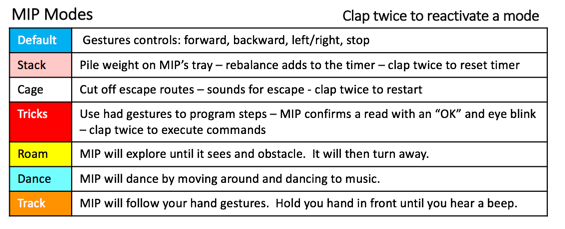 MIP Modes
Clap twice to reactivate a mode
Default
Gestures controls: forward, backward, left/right, stop
Stack
Pile weight on MIP's tray – rebalance adds to the timer – clap twice to reset timer
Cage
Cut off escape routes – sounds for escape - clap twice to restart
Tricks
Use had gestures to program steps – MIP confirms a read with an “OK” and eye blink
– clap twice to execute commands
Roam
MIP will explore until it sees and obstacle.  It will then turn away.
Dance
MIP will dance by moving around and dancing to music.
Track
MIP will follow your hand gestures.  Hold you hand in front until you hear a beep.